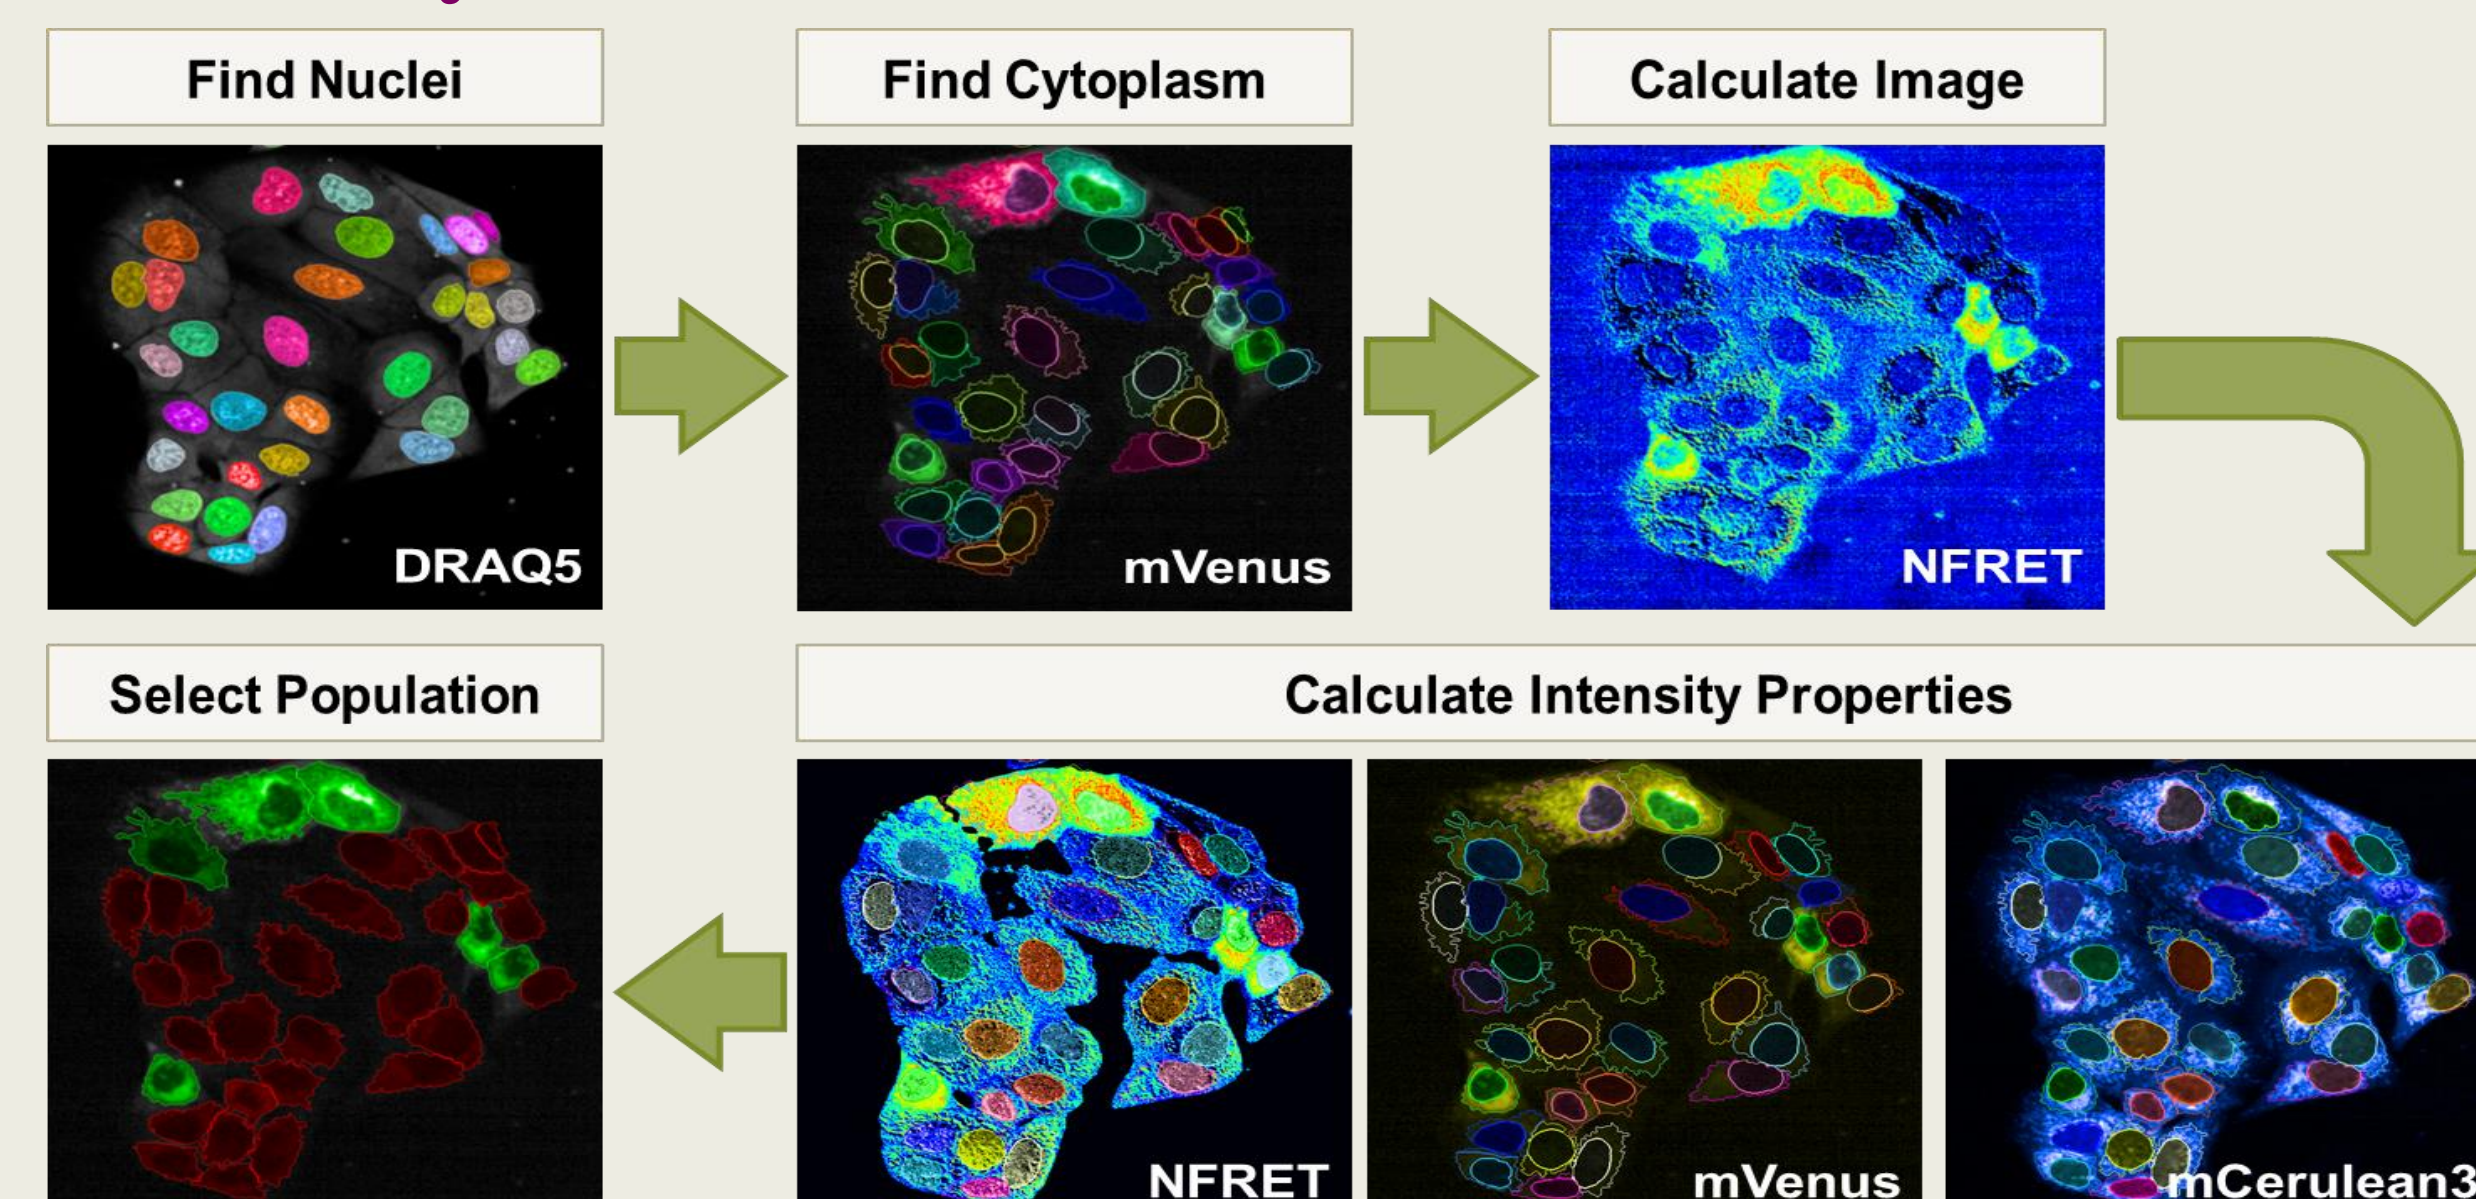 Find Nuclei
Find Cytoplasm
Calculate Image
DRAQ5
mVenus
NFRET
Select Population
Calculate Intensity Properties
NFRET
mVenus
mCerulean3